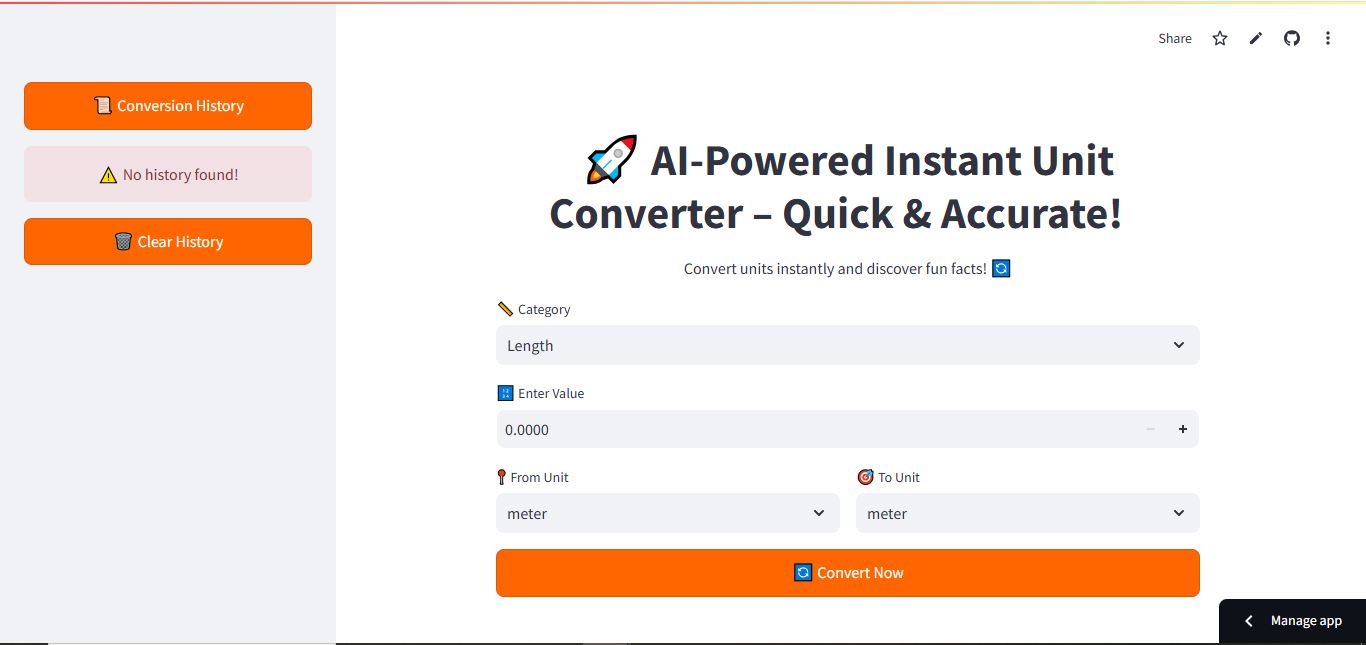 Share
Conversion History
No history found!
Clear History
AI-Powered Instant Unit
Converter – Quick & Accurate!
Convert units instantly and discover fun facts!
Category
Length
Enter Value
0.0000
From Unit
To Unit
meter
meter
Convert Now
Manage app